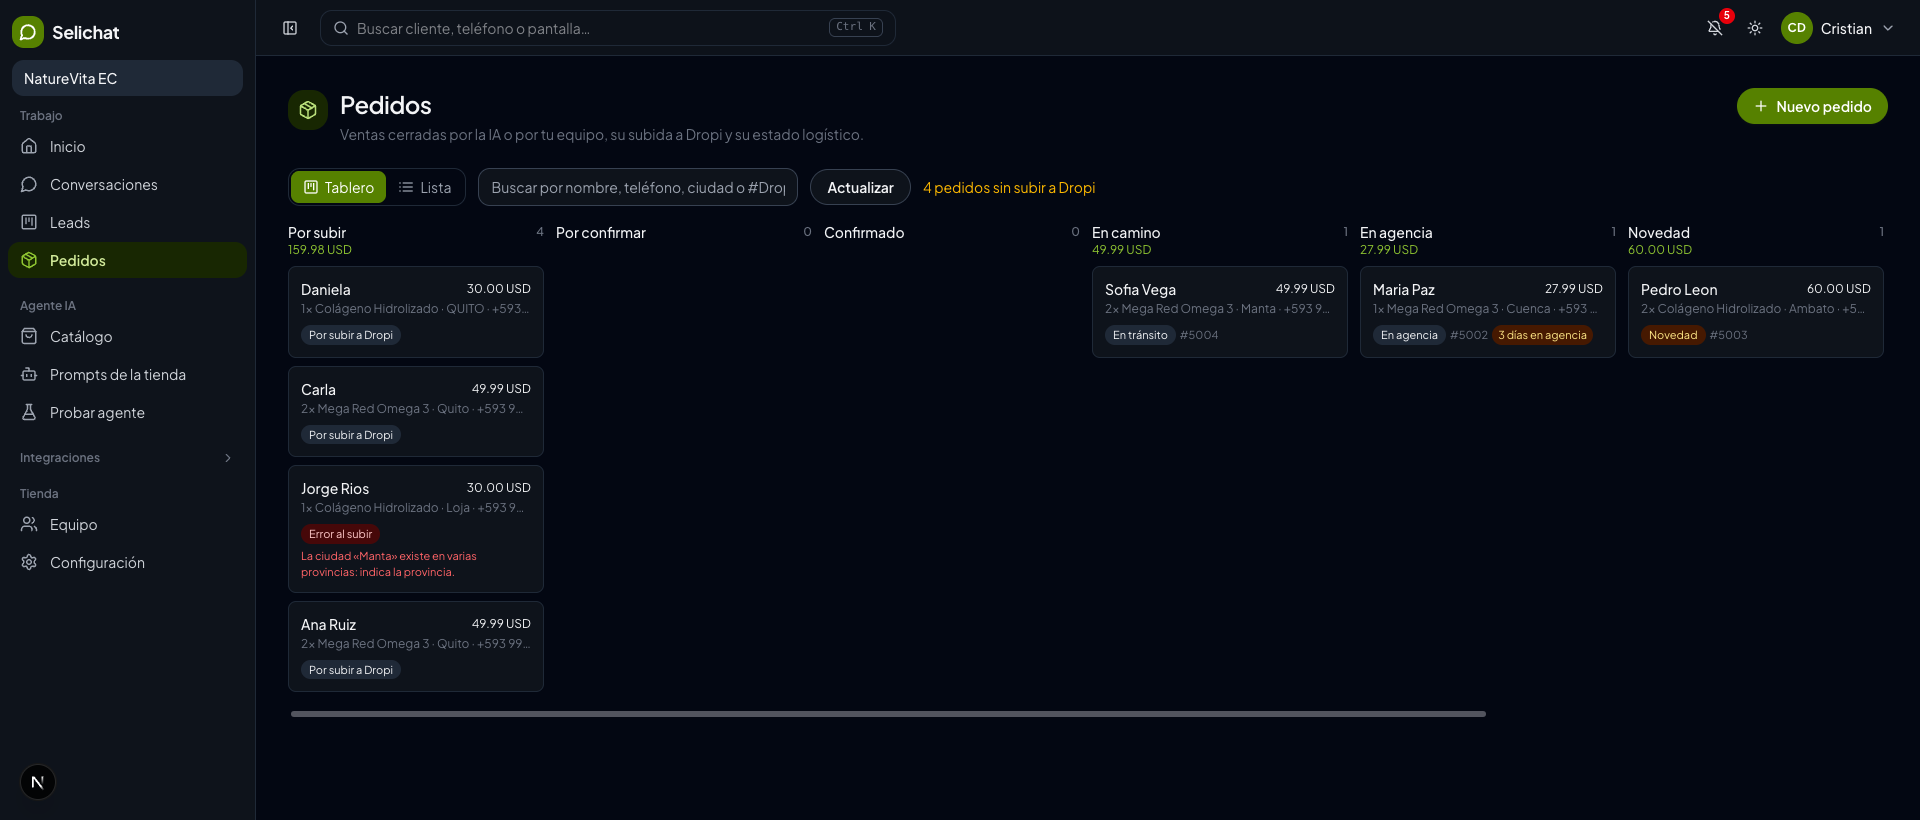 Selichat
NatureVita EC
Trabajo
Inicio
Conversaciones
Leads
Pedidos
Agente IA
Catálogo
Prompts de la tienda
Probar agente
Integraciones
Tienda
Equipo
Configuración
N
Buscar cliente, teléfono o pantalla...
Ctrl K
5
CD
Cristian
Pedidos
Ventas cerradas por la IA o por tu equipo, su subida a Dropi y su estado logístico.
Nuevo pedido
Tablero
Lista
Buscar por nombre, teléfono, ciudad o #Drop
Actualizar
4 pedidos sin subir a Dropi
Por subir 4
159.98 USD
Daniela 30.00 USD
1× Colágeno Hidrolizado · QUITO · +593...
Por subir a Dropi
Carla 49.99 USD
2× Mega Red Omega 3 · Quito · +593 9...
Por subir a Dropi
Jorge Rios 30.00 USD
1× Colágeno Hidrolizado · Loja · +593 9...
Error al subir
La ciudad «Manta» existe en varias
provincias: indica la provincia.
Ana Ruiz 49.99 USD
2× Mega Red Omega 3 · Quito · +593 99...
Por subir a Dropi
Por confirmar 0
Confirmado 0
En camino 1
49.99 USD
Sofia Vega 49.99 USD
2× Mega Red Omega 3 · Manta · +593 9...
En tránsito #5004
En agencia 1
27.99 USD
Maria Paz 27.99 USD
1× Mega Red Omega 3 · Cuenca · +593 ...
En agencia #5002 3 días en agencia
Novedad 1
60.00 USD
Pedro Leon 60.00 USD
2× Colágeno Hidrolizado · Ambato · +5...
Novedad #5003